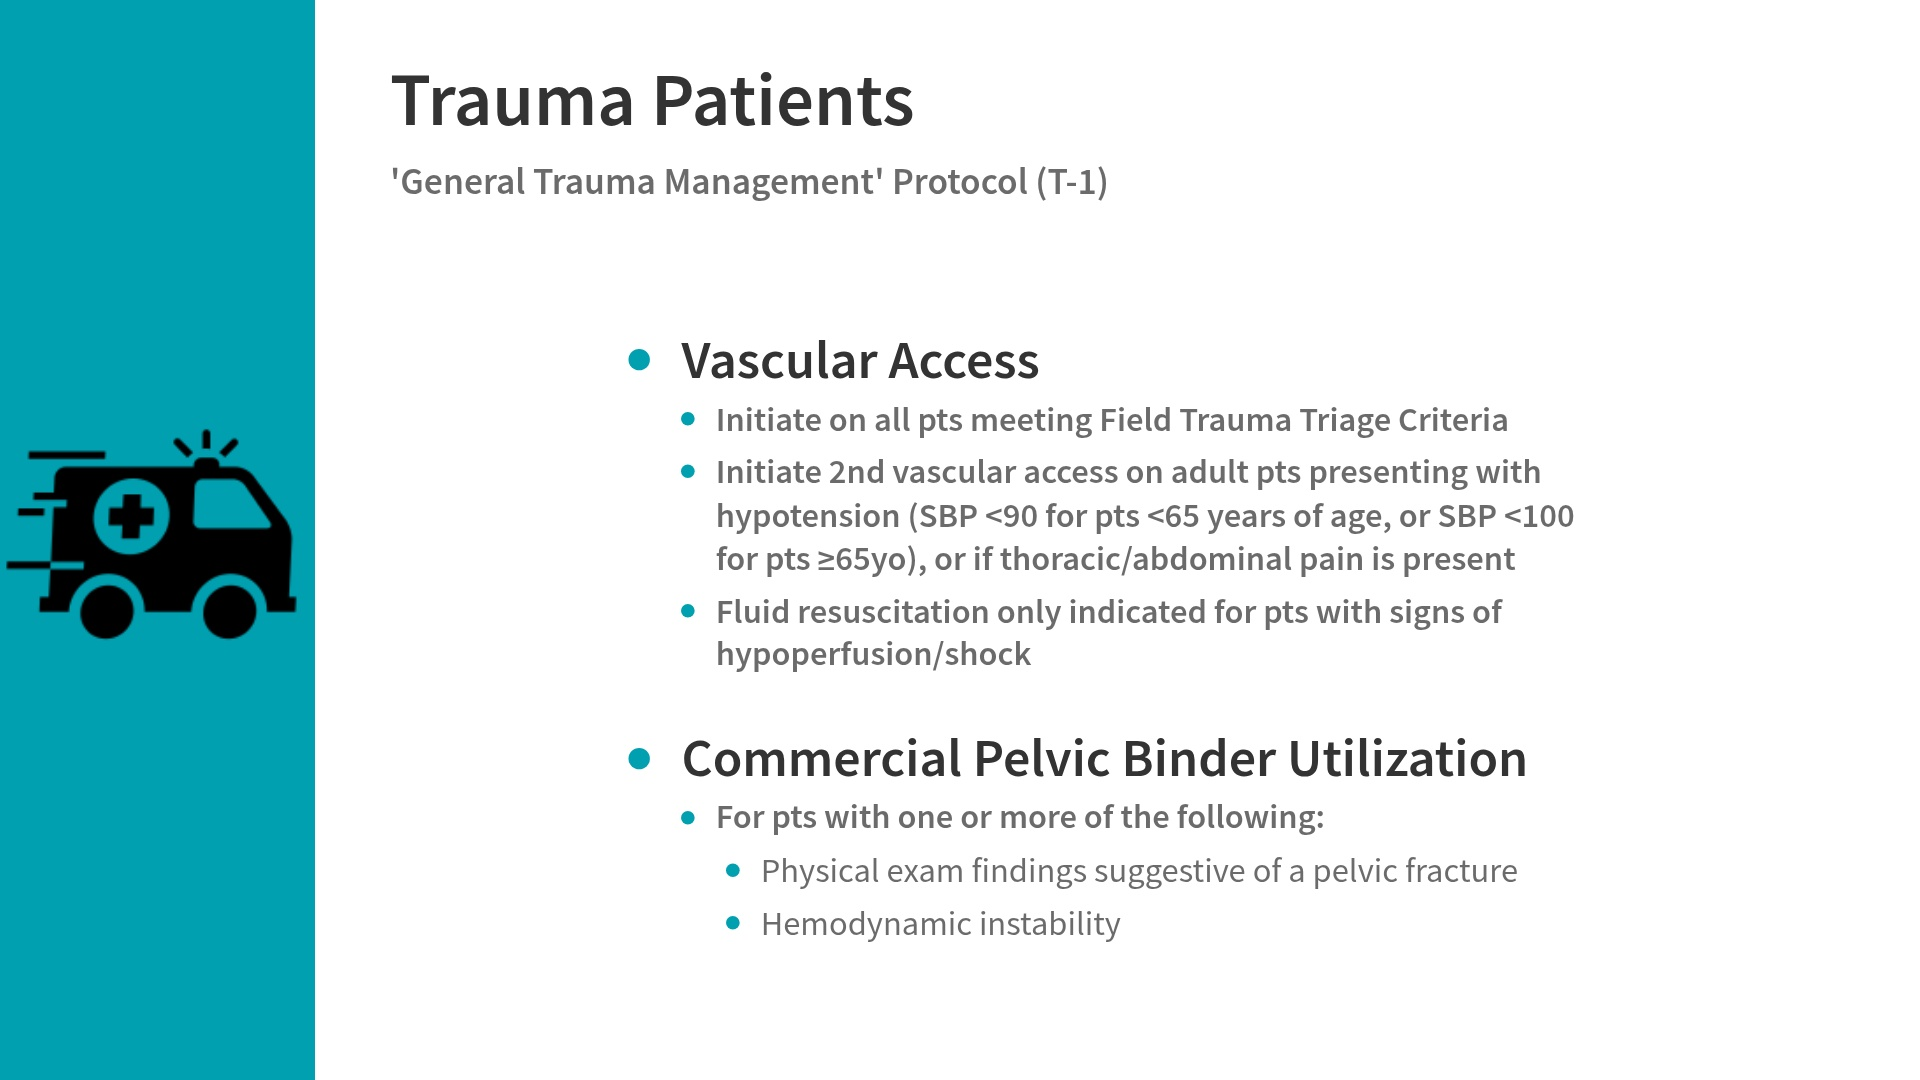 Trauma Patients
'General Trauma Management' Protocol (T-1)
Vascular Access
Initiate on all pts meeting Field Trauma Triage Criteria
Initiate 2nd vascular access on adult pts presenting with
hypotension (SBP <90 for pts <65 years of age, or SBP <100
for pts ≥65yo), or if thoracic/abdominal pain is present
Fluid resuscitation only indicated for pts with signs of
hypoperfusion/shock
Commercial Pelvic Binder Utilization
For pts with one or more of the following:
Physical exam findings suggestive of a pelvic fracture
Hemodynamic instability